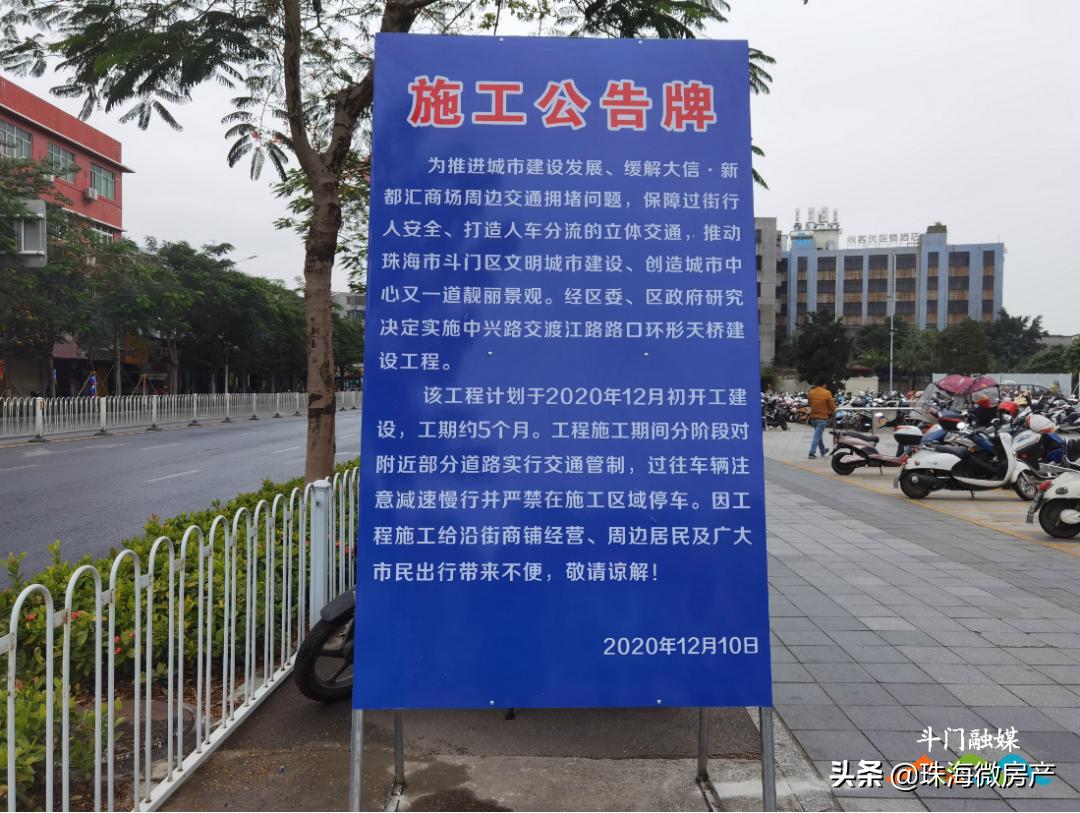 施工公告牌
为推进城市建设发展、缓解大信·新
都汇商场周边交通拥堵问题，保障过街行
人安全、打造人车分流的立体交通，推动
珠海市斗门区文明城市建设、创造城市中
心又一道靓丽景观。经区委、区政府研究
决定实施中兴路交渡江路路口环形天桥建
设工程。
该工程计划于2020年12月初开工建
设，工期约5个月。工程施工期间分阶段对
附近部分道路实行交通管制，过往车辆注
意减速慢行并严禁在施工区域停车。因工
程施工给沿街商铺经营、周边居民及广大
市民出行带来不便，敬请谅解！
2020年12月10日
斗门融媒
头条@珠海微房产